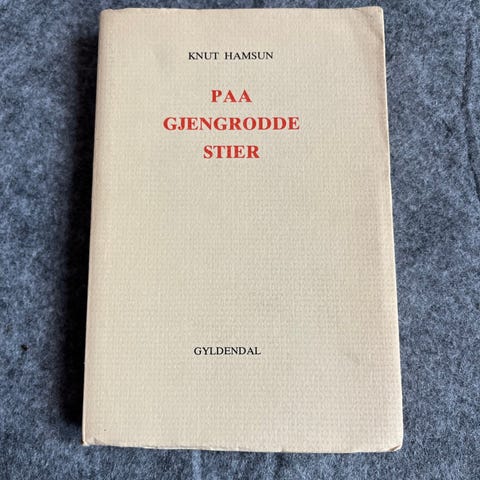 KNUT HAMSUN
PAA
GJENGRODDE
STIER
GYLDENDAL